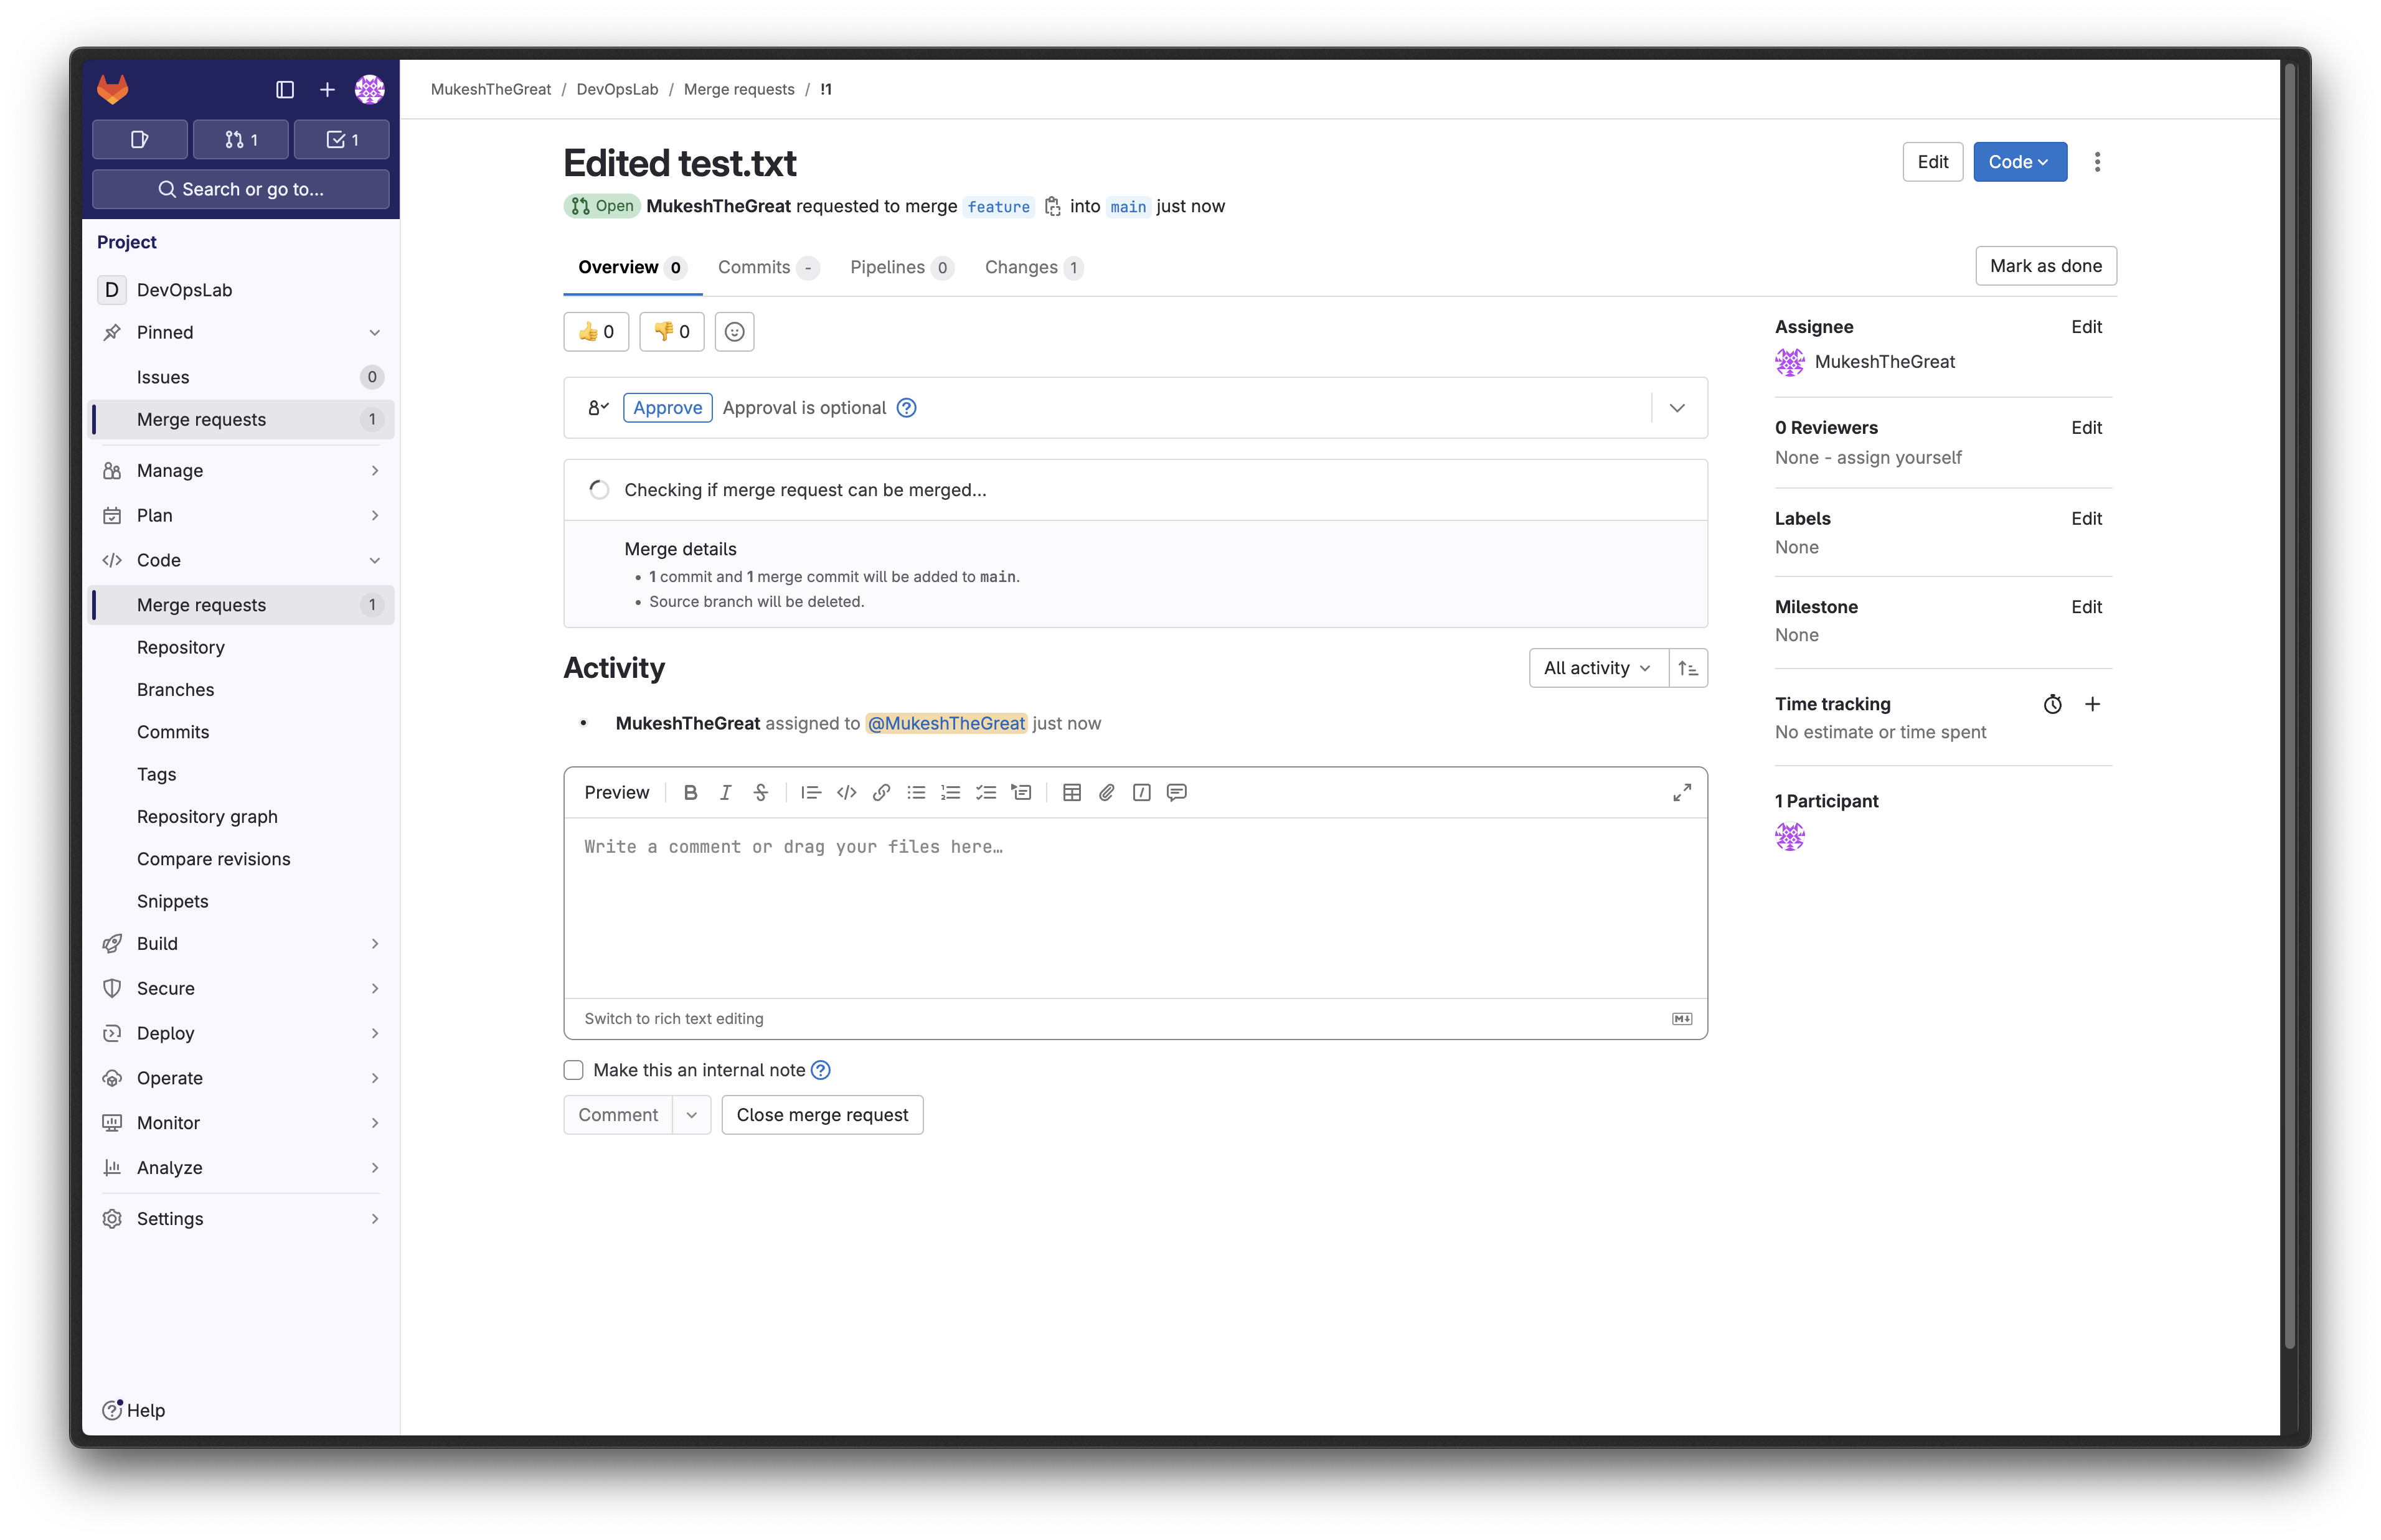 MukeshTheGreat / DevOpsLab / Merge requests / !1
1
1
Search or go to...
Project
D DevOpsLab
Pinned
Issues 0
Merge requests 1
Manage
Plan
Code
Merge requests 1
Repository
Branches
Commits
Tags
Repository graph
Compare revisions
Snippets
Build
Secure
Deploy
Operate
Monitor
Analyze
Settings
Help
Edited test.txt
Edit
Code
Open MukeshTheGreat requested to merge feature into main just now
Overview 0 Commits - Pipelines 0 Changes 1
Mark as done
👍 0 👎 0
Approve Approval is optional
Checking if merge request can be merged...
Merge details
• 1 commit and 1 merge commit will be added to main.
• Source branch will be deleted.
Activity
All activity
• MukeshTheGreat assigned to @MukeshTheGreat just now
Preview
Write a comment or drag your files here…
Switch to rich text editing
Make this an internal note
Comment
Close merge request
Assignee Edit
MukeshTheGreat
0 Reviewers Edit
None - assign yourself
Labels Edit
None
Milestone Edit
None
Time tracking
No estimate or time spent
1 Participant